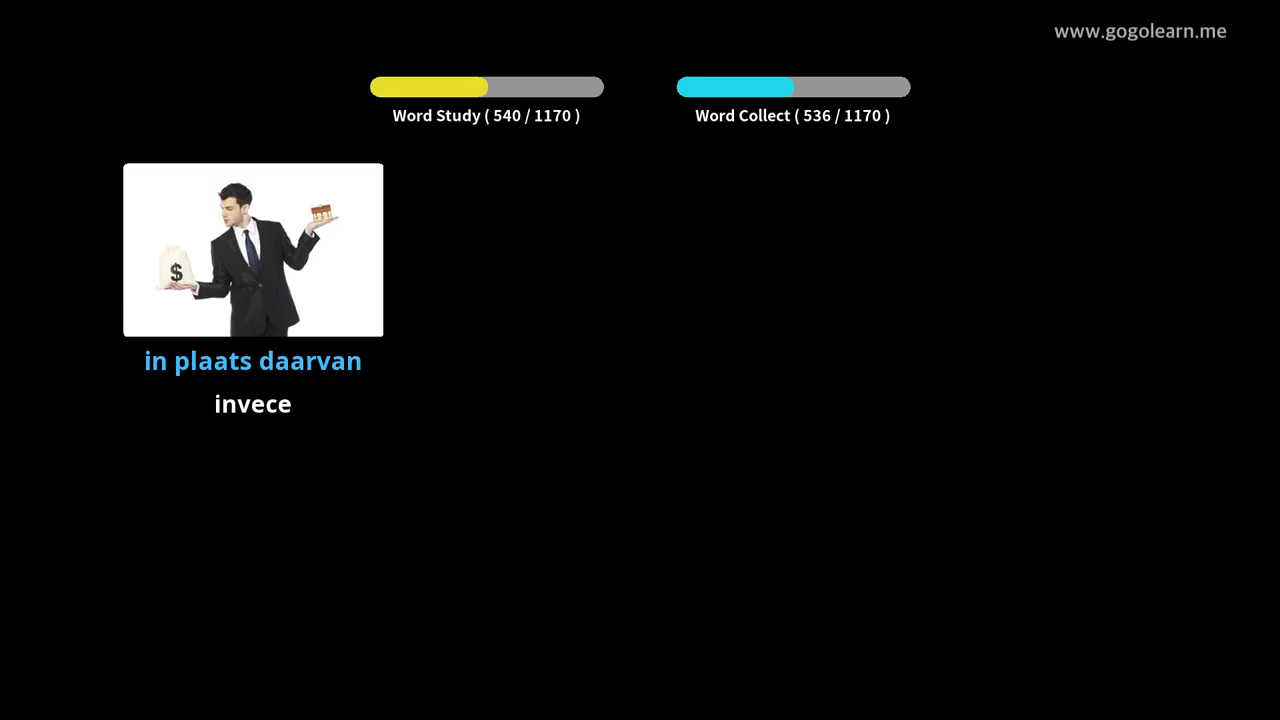 www.gogolearn.me
Word Study ( 540 / 1170 )
Word Collect ( 536 / 1170 )
$
in plaats daarvan
invece